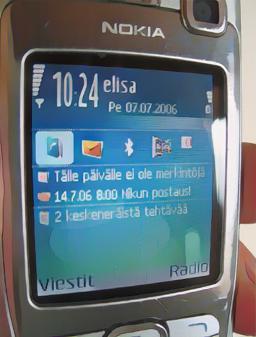 NOKIA
10:24 elisa
Pe 07.07.2006
Tälle päivälle ei ole merkintöjä
14.7.06 8:00 Nikun postaus!
2 keskeneräistä tehtävää
Viestit Radio